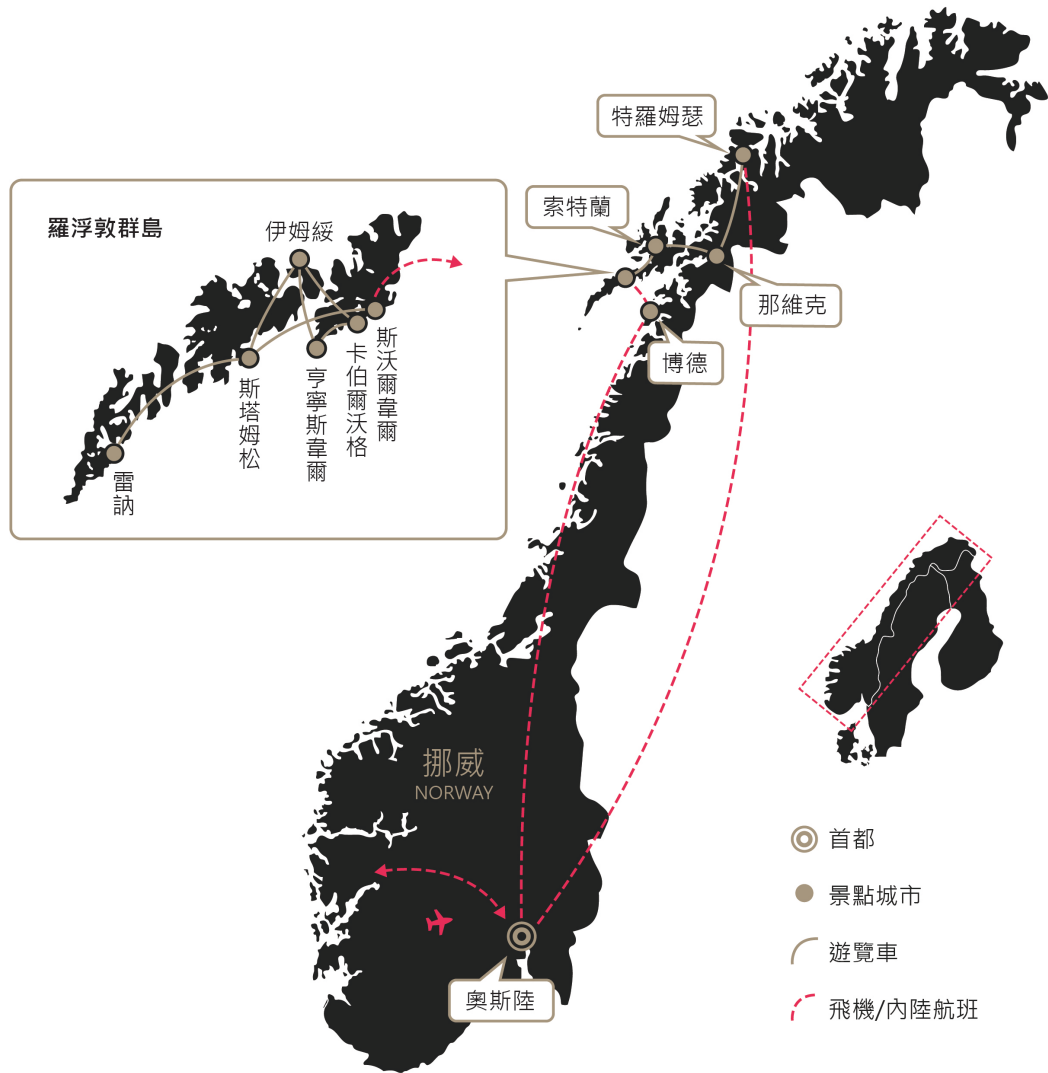 特羅姆瑟
索特蘭
羅浮敦群島
伊姆綏
那維克
斯沃爾韋爾
卡伯爾沃格
亨寧斯韋爾
斯塔姆松
博德
雷訥
挪威
NORWAY
首都
景點城市
遊覽車
奧斯陸
飛機/內陸航班